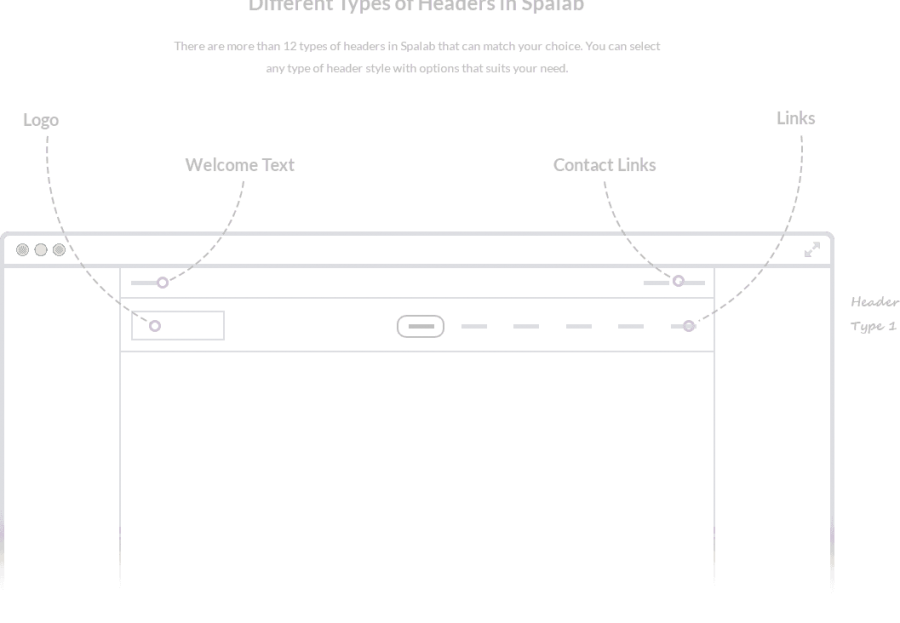 Different Types of Headers in Spalab
There are more than 12 types of headers in Spalab that can match your choice. You can select
any type of header style with options that suits your need.
Logo
Links
Welcome Text
Contact Links
Header
Type 1